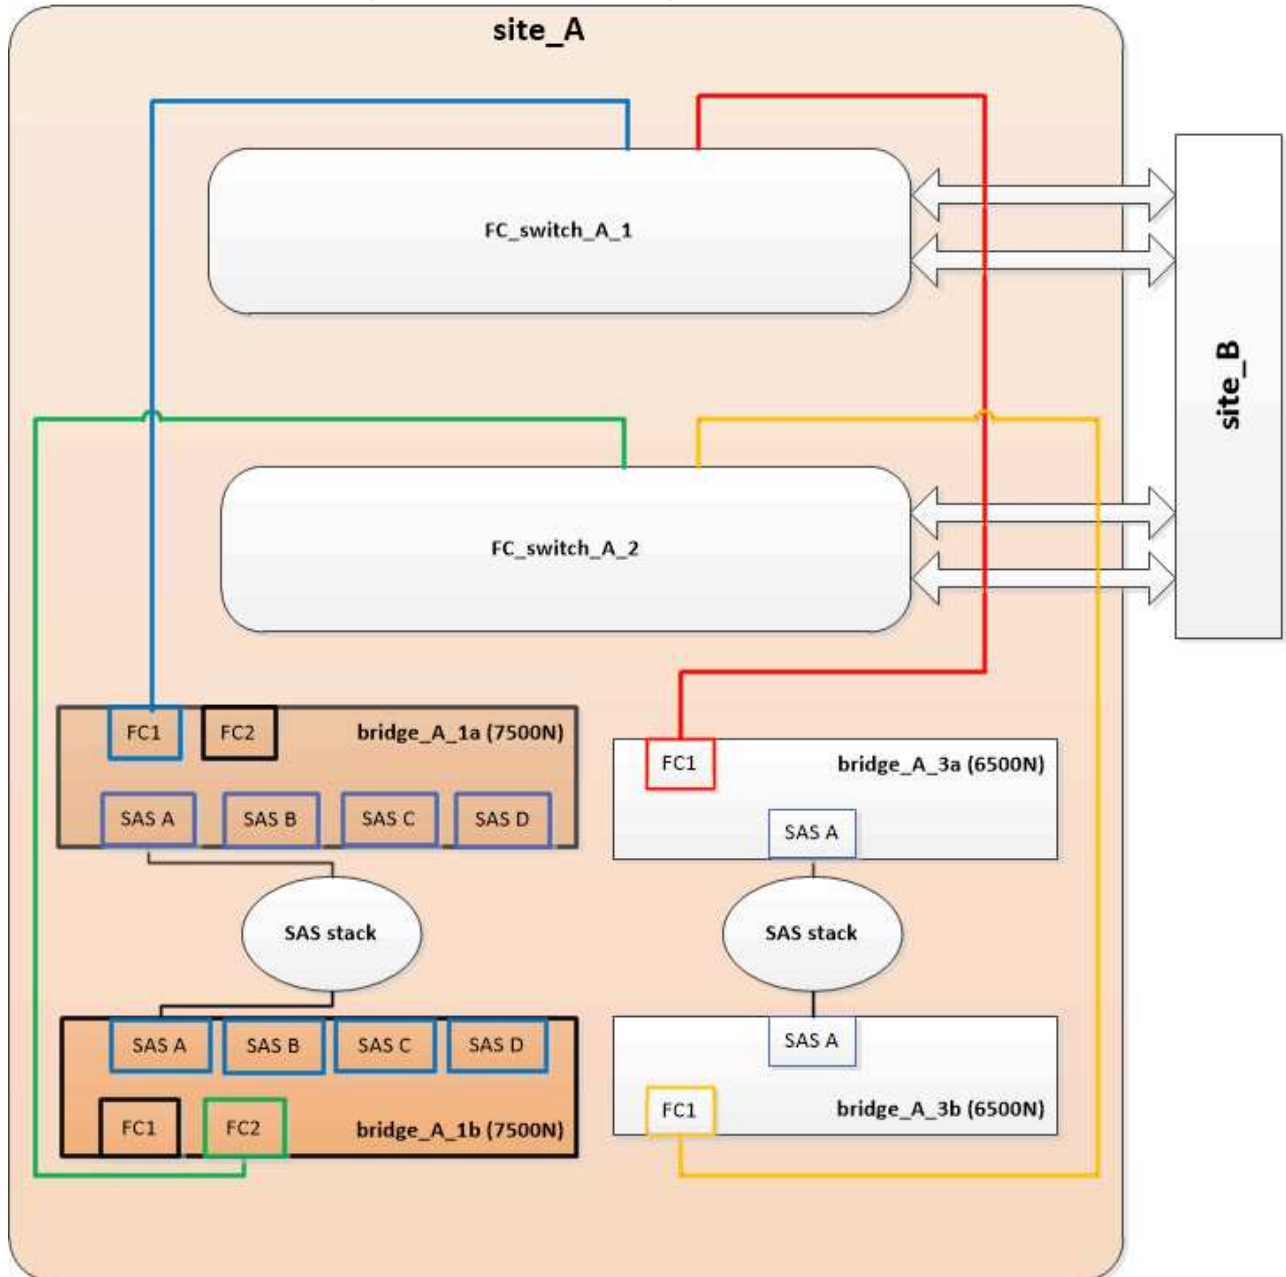 site_A
FC_switch_A_1
site_B
FC_switch_A_2
FC1
FC2
bridge_A_1a (7500N)
SAS A
SAS B
SAS C
SAS D
FC1
bridge_A_3a (6500N)
SAS A
SAS stack
SAS stack
SAS A
SAS B
SAS C
SAS D
FC1
FC2
bridge_A_1b (7500N)
SAS A
FC1
bridge_A_3b (6500N)